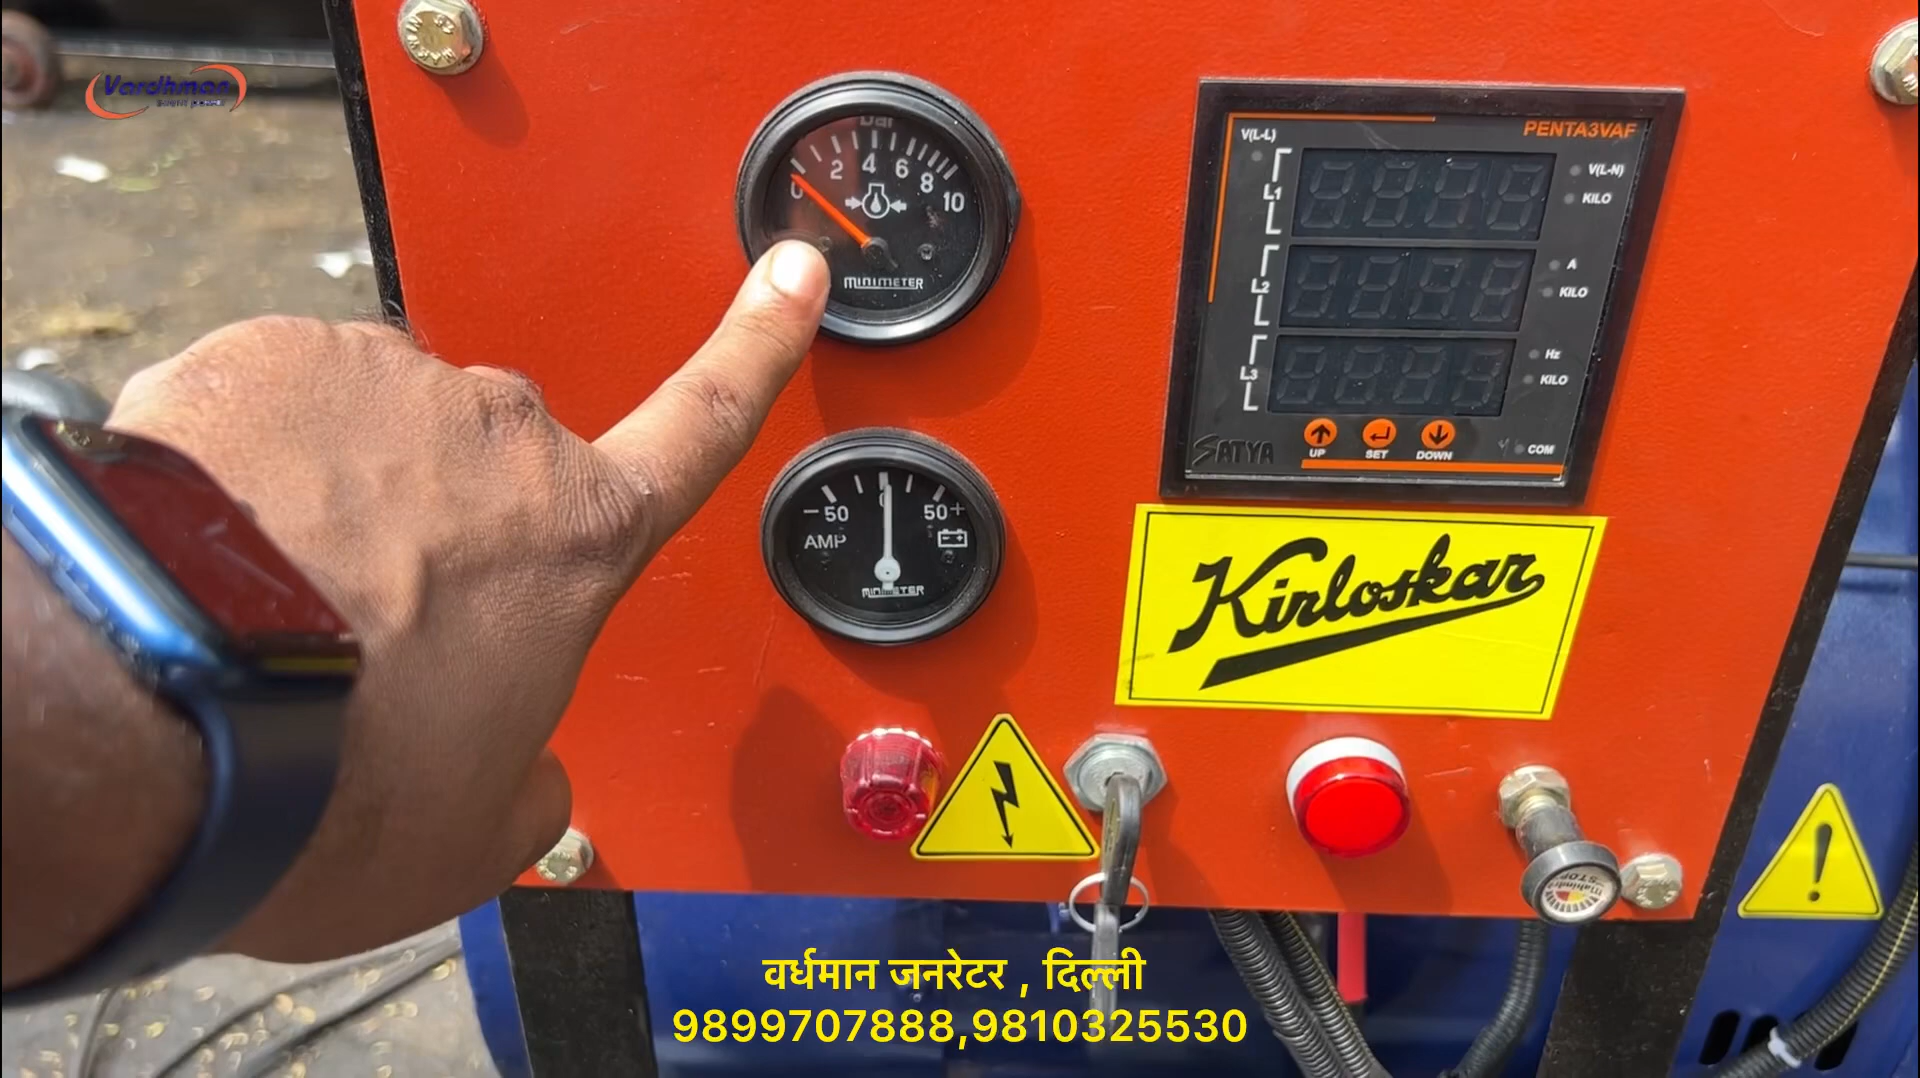 Vardhman
bar
0 2 4 6 8 10
MINIMETER
V(L-L)
PENTA3VAF
V(L-N)
L1
KILO
A
L2
KILO
Hz
L3
KILO
UP SET DOWN
COM
SATYA
- 50 50 +
AMP
MINIMETER
Kirloskar
Mahindra
STOP
वर्धमान जनरेटर , दिल्ली
9899707888,9810325530